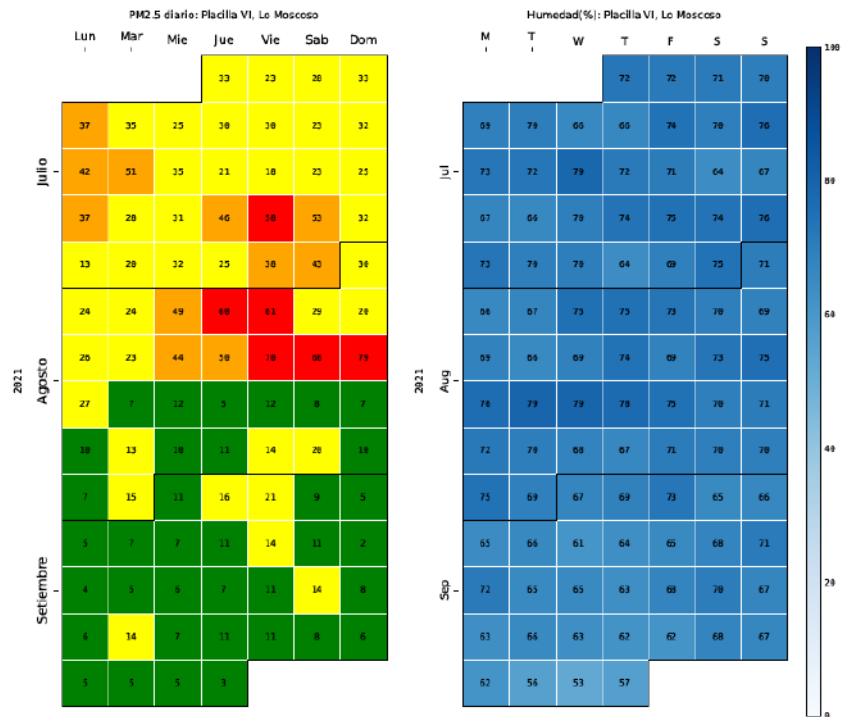 PM2.5 diario: Placilla VI, Lo Moscoso
Lun Mar Mie Jue Vie Sab Dom
33 23 28 33
37 35 25 30 30 23 32
42 51 35 21 18 23 25
37 28 31 46 53 32
13 20 32 25 38 43 30
24 24 49 61 29 20
26 23 44 50 70 79
27 7 12 5 12 8 7
10 13 10 11 14 20 10
7 15 11 16 21 9 5
5 7 7 11 14 11 2
4 5 6 7 11 14 8
6 14 7 11 11 8 6
5 5 5 3
2021
Julio
Agosto
Setiembre
Humedad(%): Placilla VI, Lo Moscoso
M T W T F S S
72 72 71 70
69 70 66 66 74 70 76
73 72 79 72 71 64 67
67 66 70 74 75 74 76
73 70 70 64 69 75 71
66 67 75 75 73 70 69
69 66 69 74 69 73 75
76 79 79 78 75 70 71
72 70 68 67 71 70 70
75 69 67 69 73 65 66
65 66 61 64 65 68 71
72 65 65 63 68 70 67
63 66 63 62 62 68 67
62 56 53 57
2021
Jul
Aug
Sep
100
80
60
40
20
0